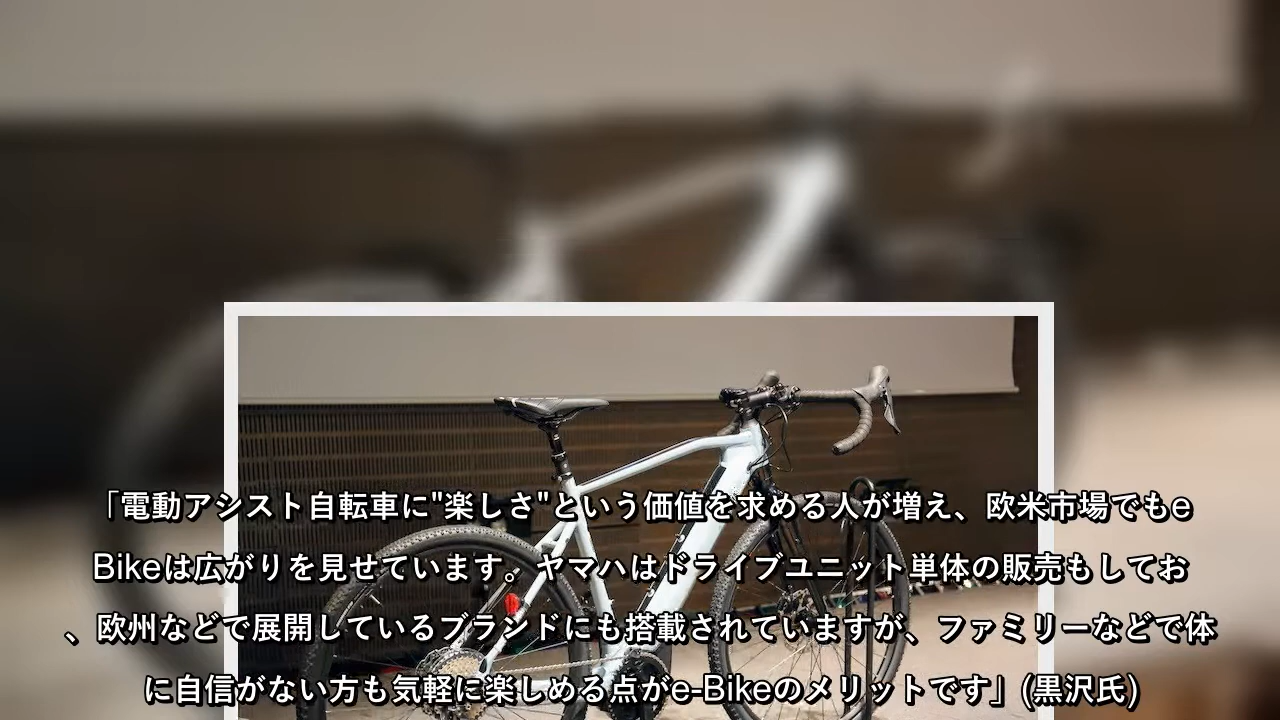 「電動アシスト自転車に"楽しさ"という価値を求める人が増え、欧米市場でもe
Bikeは広がりを見せています。ヤマハはドライブユニット単体の販売もしてお
、欧州などで展開しているブランドにも搭載されていますが、ファミリーなどで体
に自信がない方も気軽に楽しめる点がe-Bikeのメリットです」(黒沢氏)